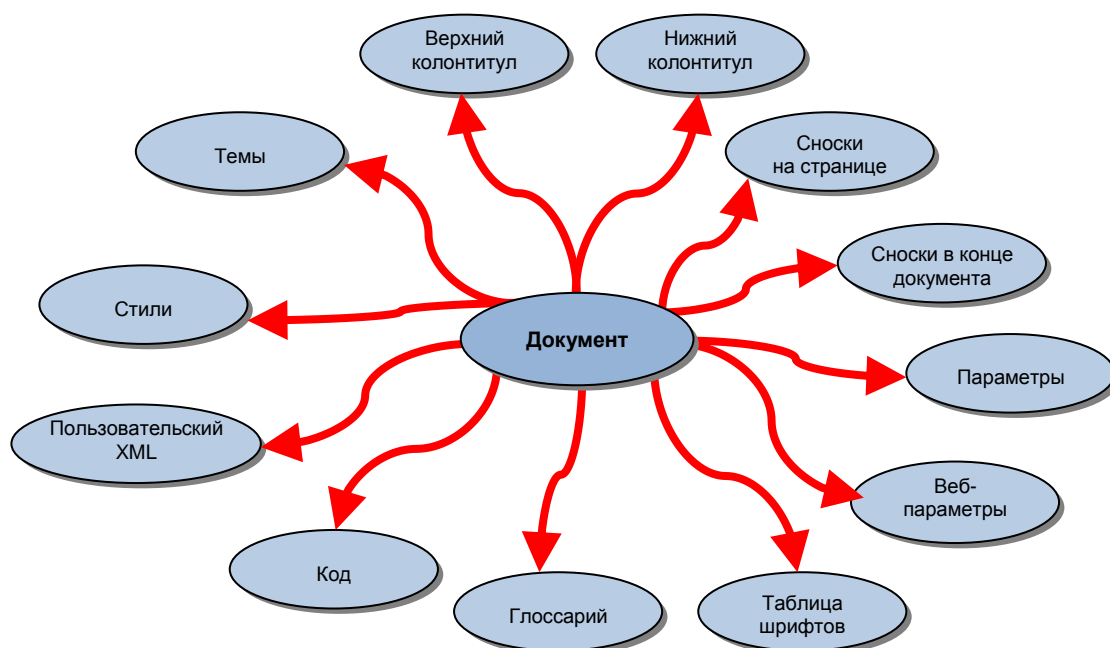 Верхний
колонтитул
Нижний
колонтитул
Темы
Сноски
на странице
Сноски в конце
документа
Стили
Документ
Параметры
Пользовательский
XML
Веб-
параметры
Код
Глоссарий
Таблица
шрифтов